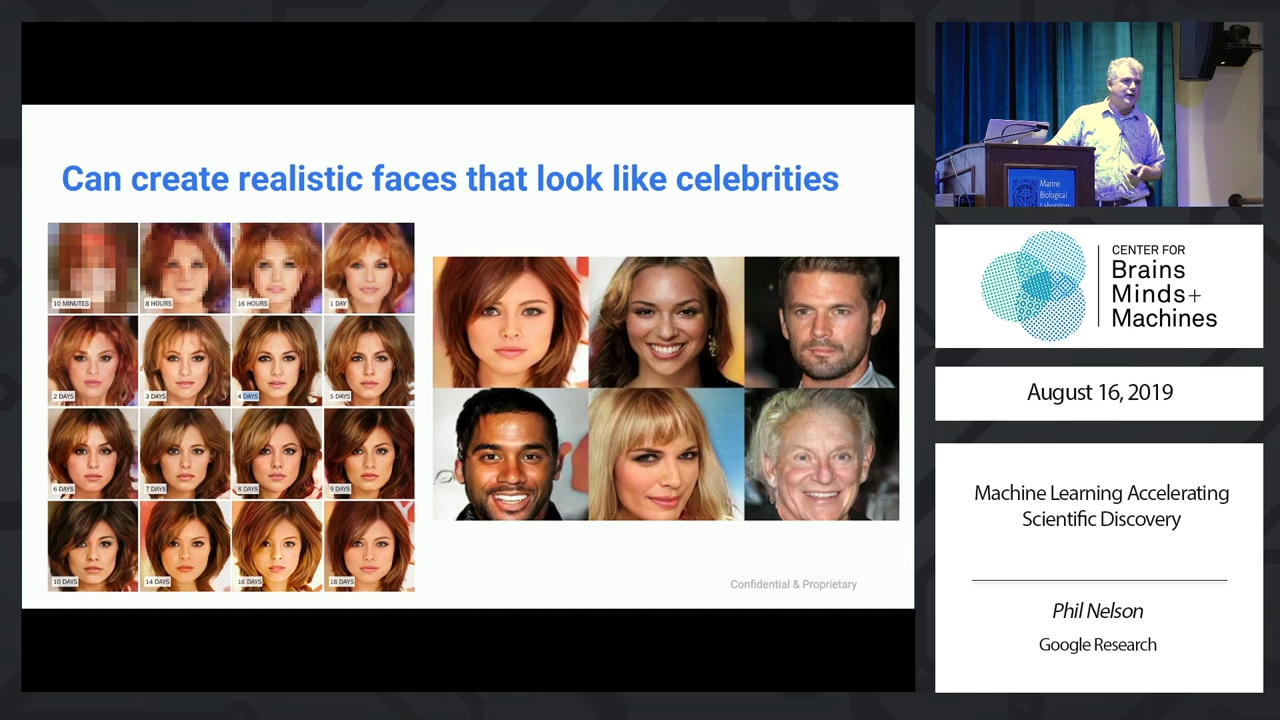 Can create realistic faces that look like celebrities
10 MINUTES
8 HOURS
16 HOURS
1 DAY
2 DAYS
3 DAYS
4 DAYS
5 DAYS
6 DAYS
7 DAYS
8 DAYS
9 DAYS
10 DAYS
14 DAYS
16 DAYS
18 DAYS
Confidential & Proprietary
Marine
Biological
Laboratory
CENTER FOR
Brains
Minds+
Machines
August 16, 2019
Machine Learning Accelerating
Scientific Discovery
Phil Nelson
Google Research